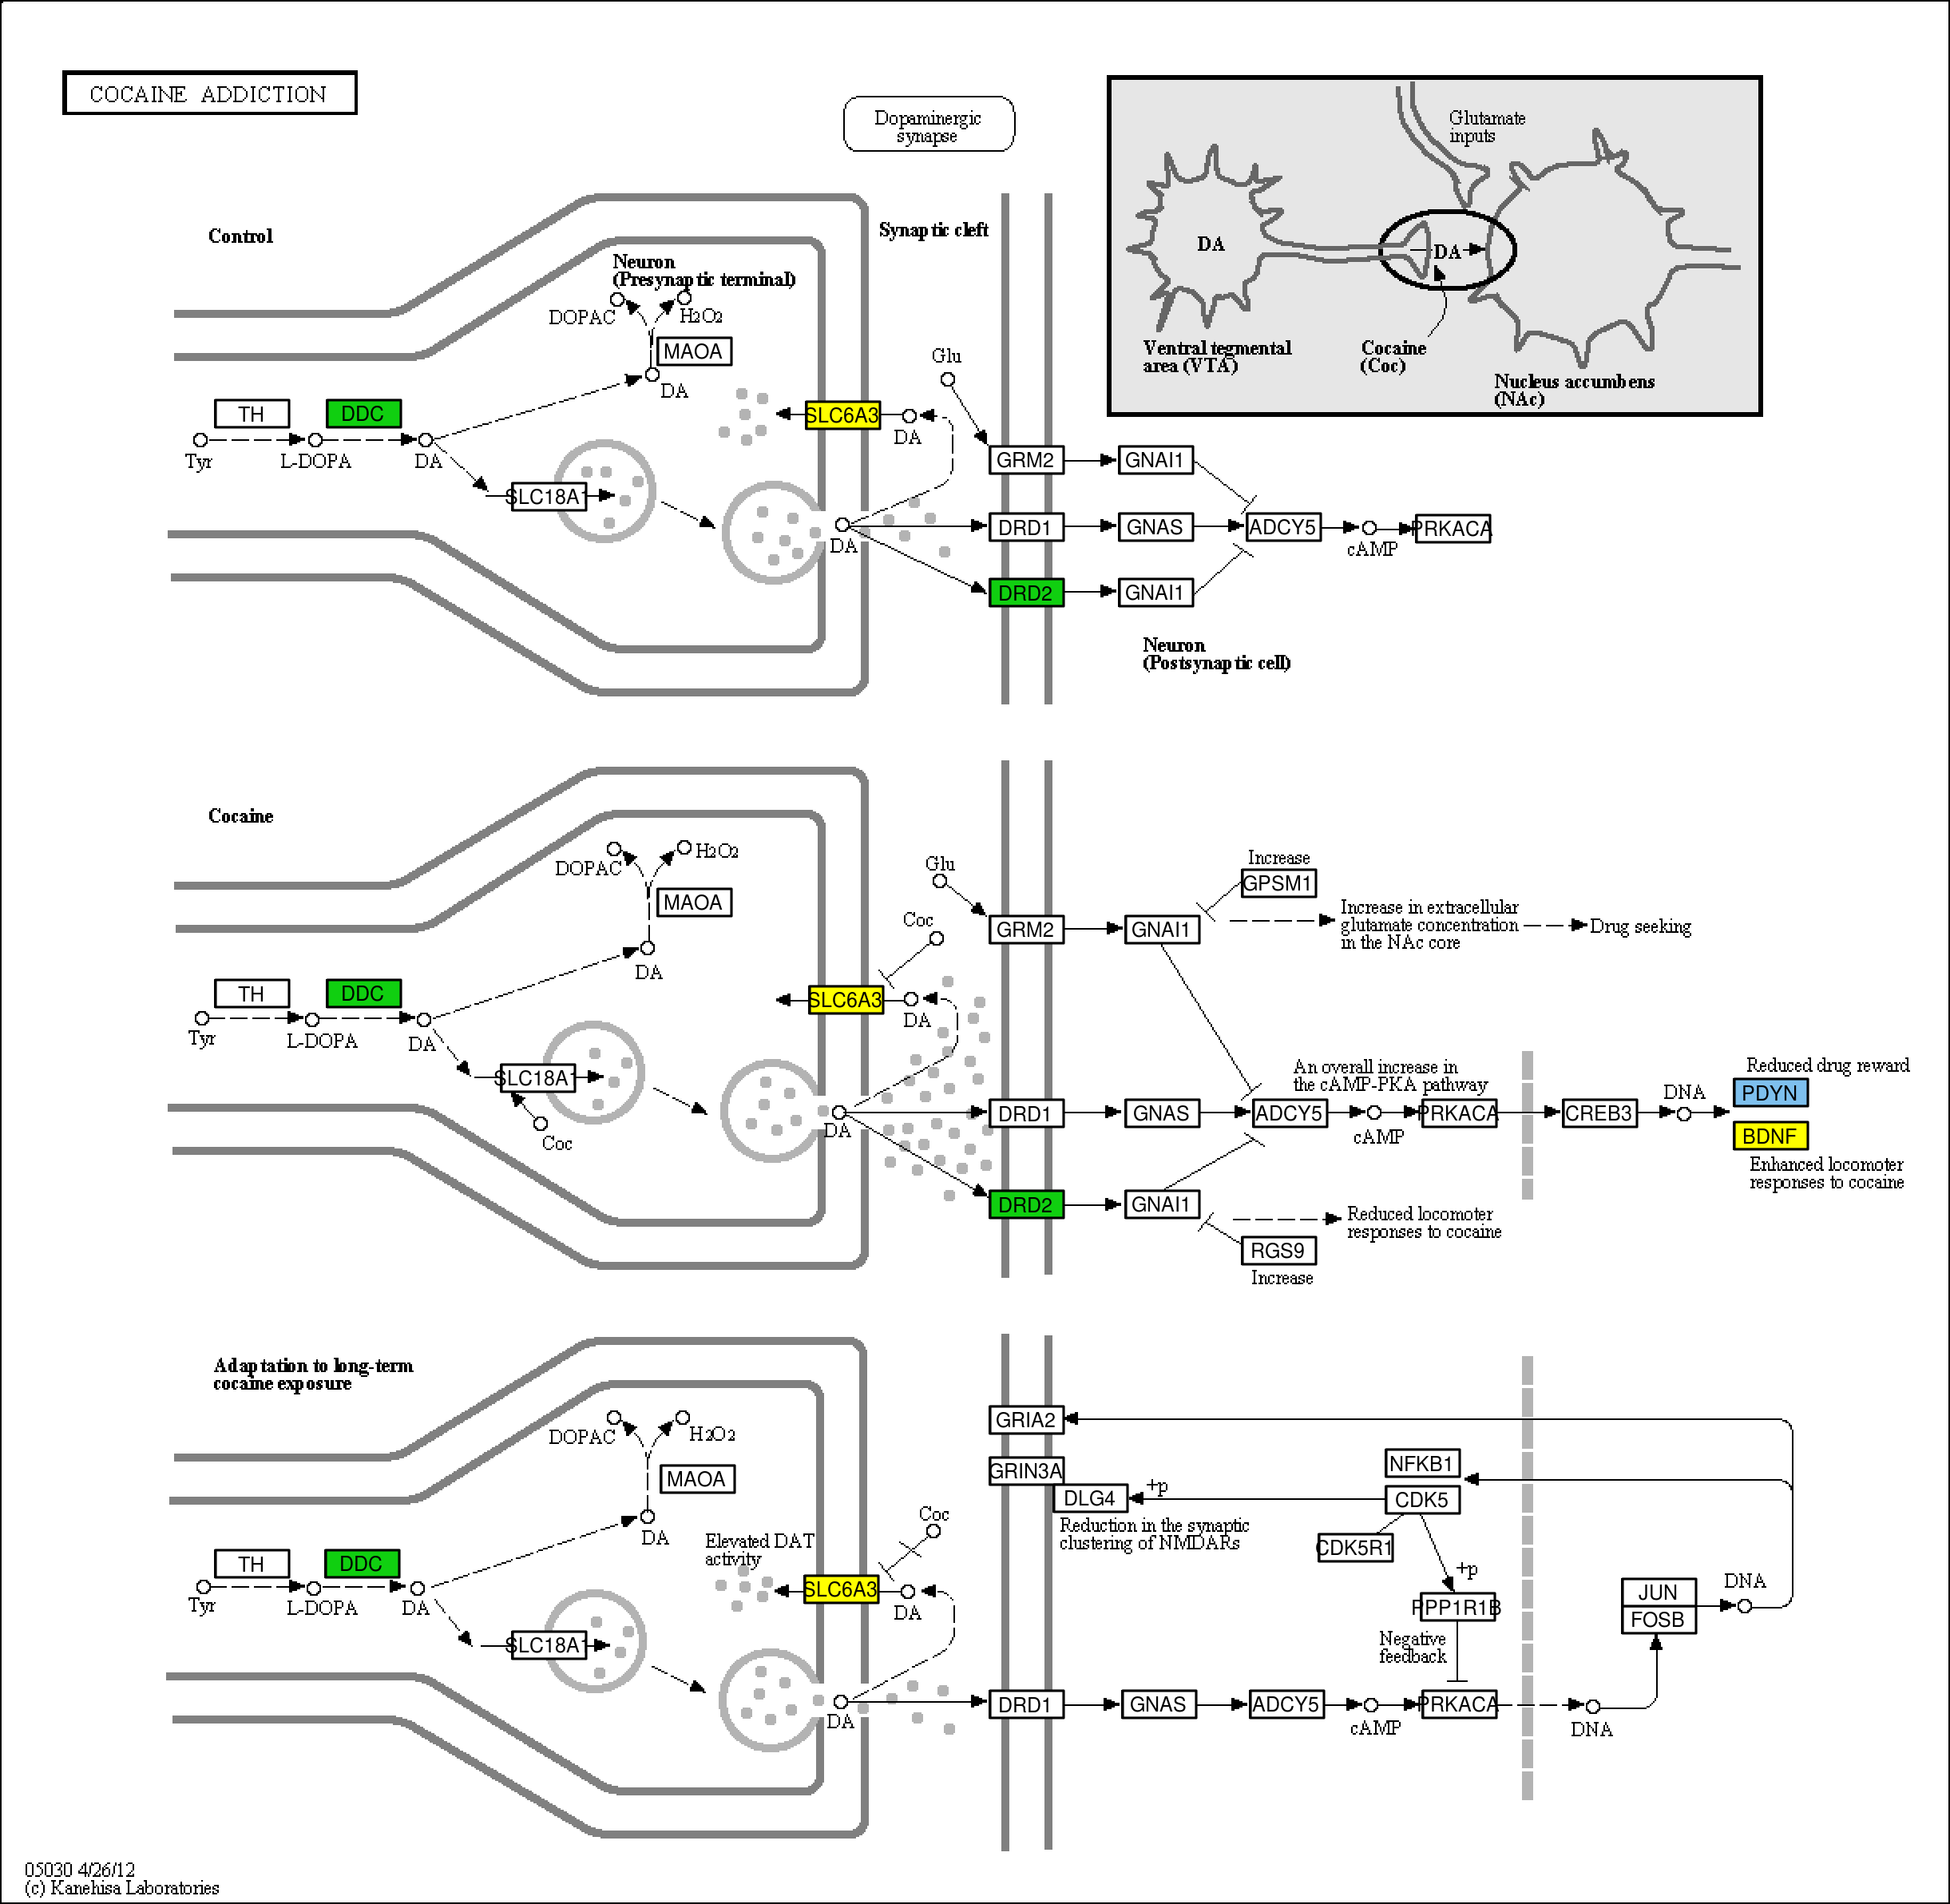 COCAINE ADDICTION
Dopaminergic
synapse
Glutamate
inputs
DA
DA
Ventral tegmental
area (VTA)
Cocaine
(Coc)
Nucleus accumbens
(NAc)
Control
Synaptic cleft
Neuron
(Presynaptic terminal)
DOPAC
H2O2
MAOA
DA
Glu
TH
DDC
SLC6A3
DA
Tyr
L-DOPA
DA
GRM2
GNAI1
SLC18A1
DRD1
GNAS
ADCY5
PRKACA
DA
cAMP
DRD2
GNAI1
Neuron
(Postsynaptic cell)
Cocaine
DOPAC
H2O2
MAOA
DA
Glu
Coc
Increase
GPSM1
GRM2
GNAI1
Increase in extracellular
glutamate concentration
in the NAc core
Drug seeking
TH
DDC
SLC6A3
DA
Tyr
L-DOPA
DA
SLC18A1
Coc
An overall increase in
the cAMP-PKA pathway
Reduced drug reward
DNA
PDYN
DA
DRD1
GNAS
ADCY5
cAMP
PRKACA
CREB3
BDNF
Enhanced locomoter
responses to cocaine
DRD2
GNAI1
Reduced locomoter
responses to cocaine
RGS9
Increase
Adaptation to long-term
cocaine exposure
DOPAC
H2O2
MAOA
DA
GRIA2
GRIN3A
DLG4
+p
NFKB1
CDK5
Reduction in the synaptic
clustering of NMDARs
CDK5R1
Coc
Elevated DAT
activity
TH
DDC
SLC6A3
DA
Tyr
L-DOPA
DA
+p
PPP1R1B
JUN
FOSB
DNA
SLC18A1
Negative
feedback
DA
DRD1
GNAS
ADCY5
cAMP
PRKACA
DNA
05030 4/26/12
(c) Kanehisa Laboratories